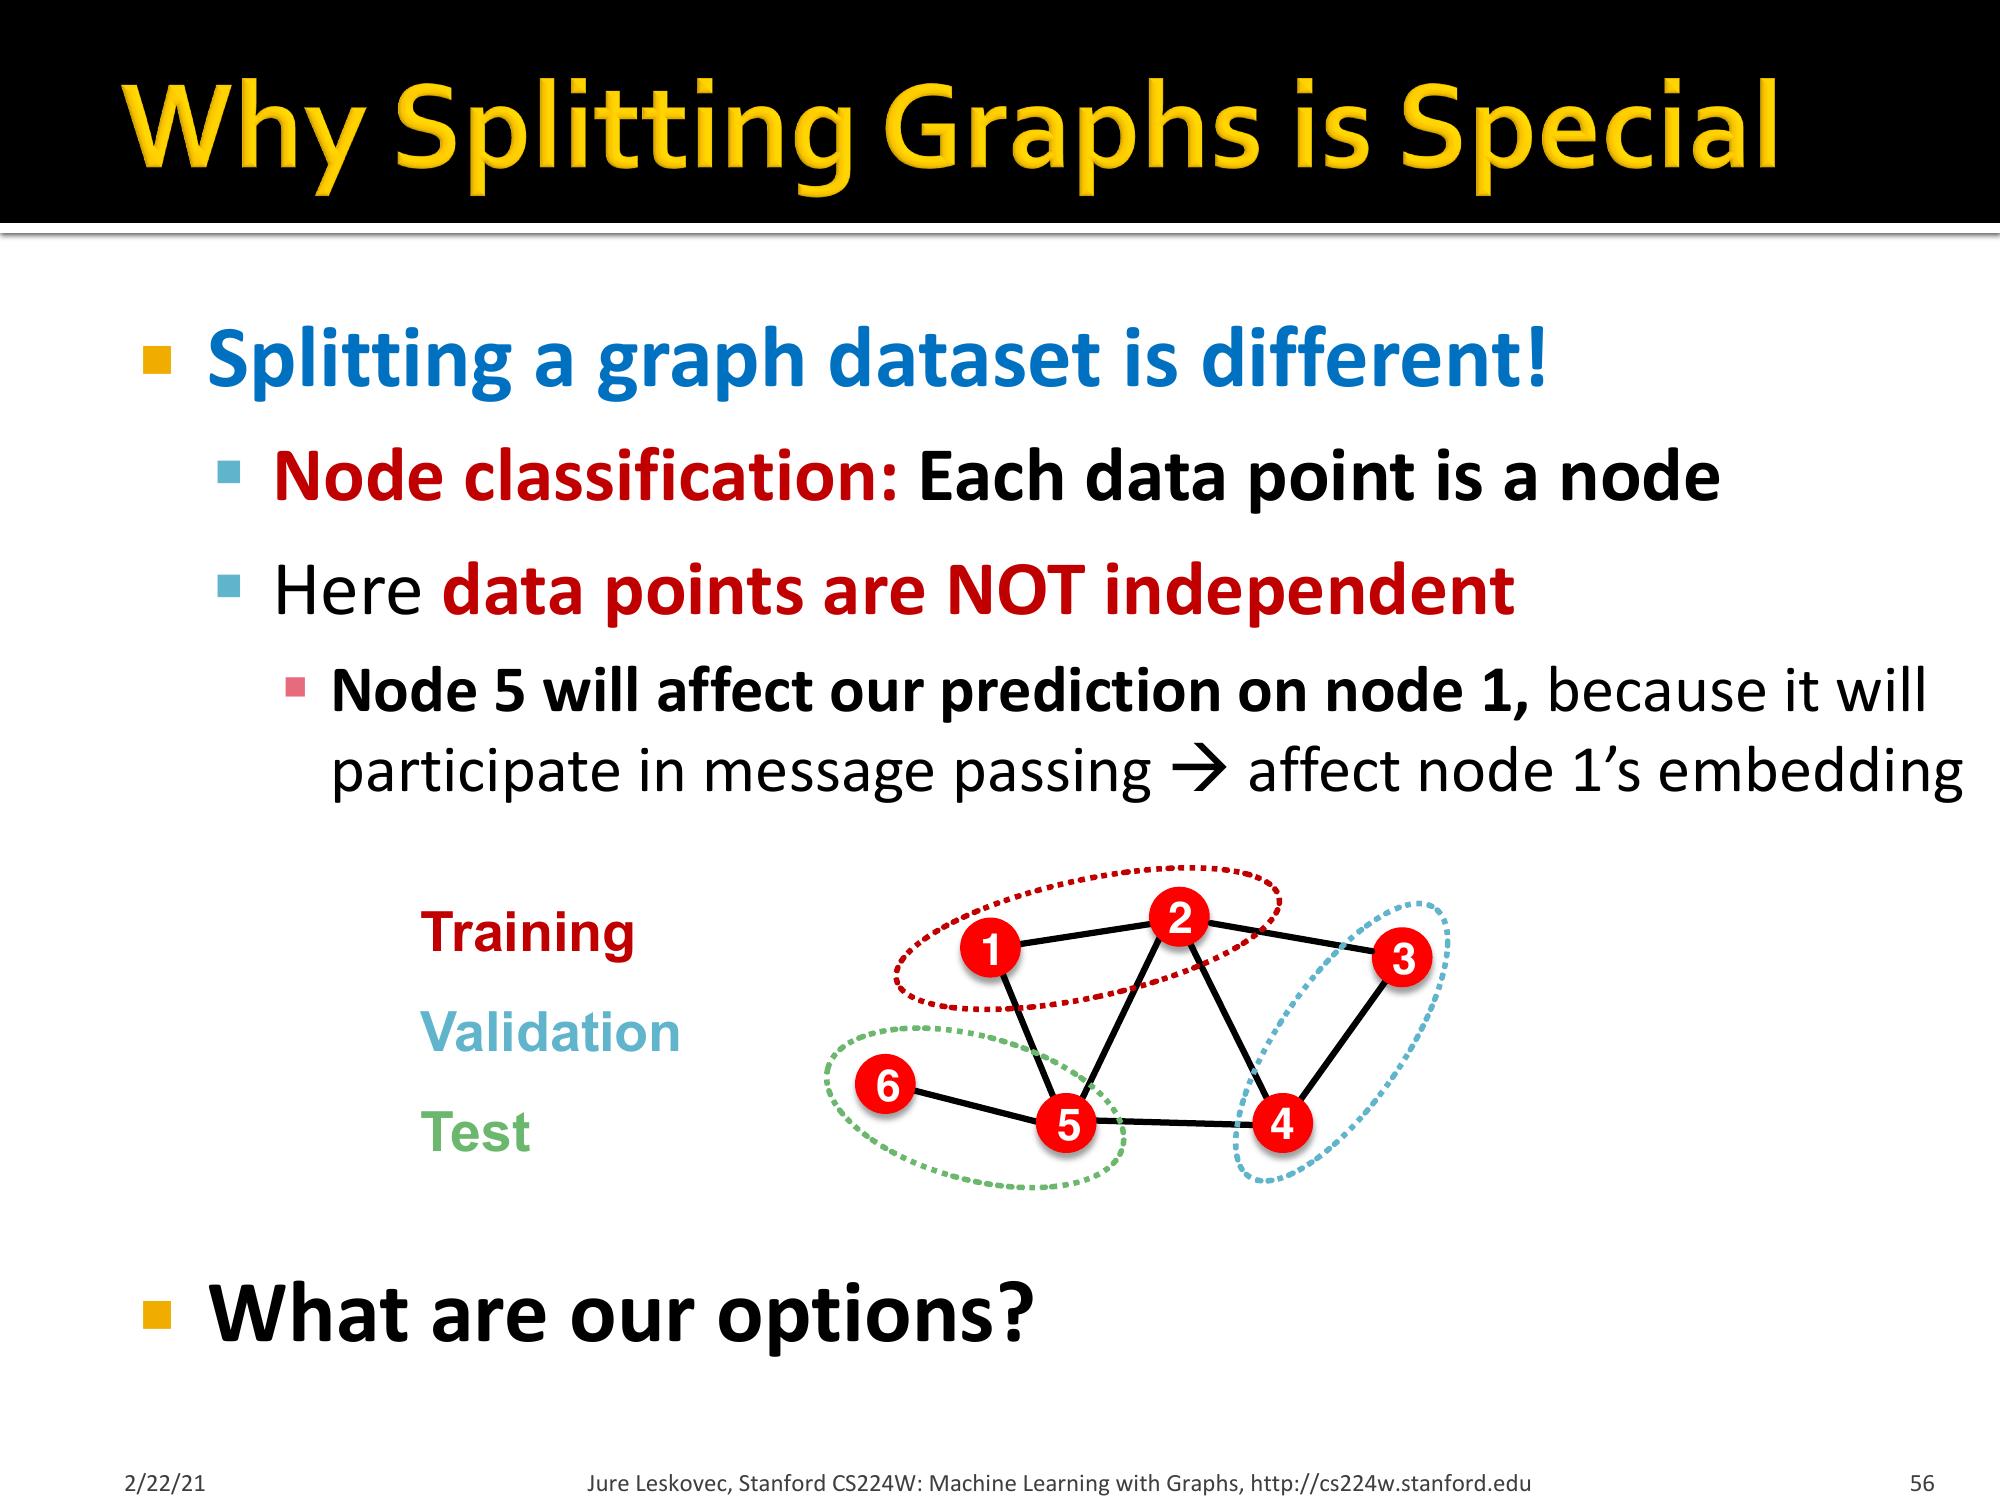 Why Splitting Graphs is Special
Splitting a graph dataset is different!
Node classification: Each data point is a node
Here data points are NOT independent
Node 5 will affect our prediction on node 1, because it will
participate in message passing → affect node 1’s embedding
Training
Validation
Test
1
2
3
6
5
4
What are our options?
2/22/21
Jure Leskovec, Stanford CS224W: Machine Learning with Graphs, http://cs224w.stanford.edu
56